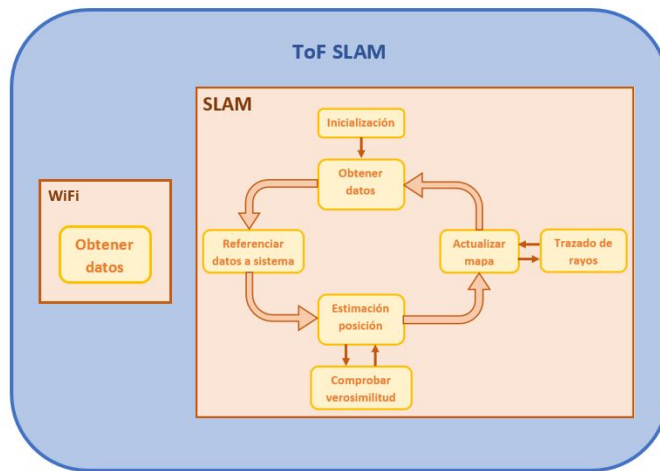 ToF SLAM
SLAM
Inicialización
Obtener
datos
WiFi
Obtener
datos
Referenciar
datos a sistema
Actualizar
mapa
Trazado de
rayos
Estimación
posición
Comprobar
verosimilitud